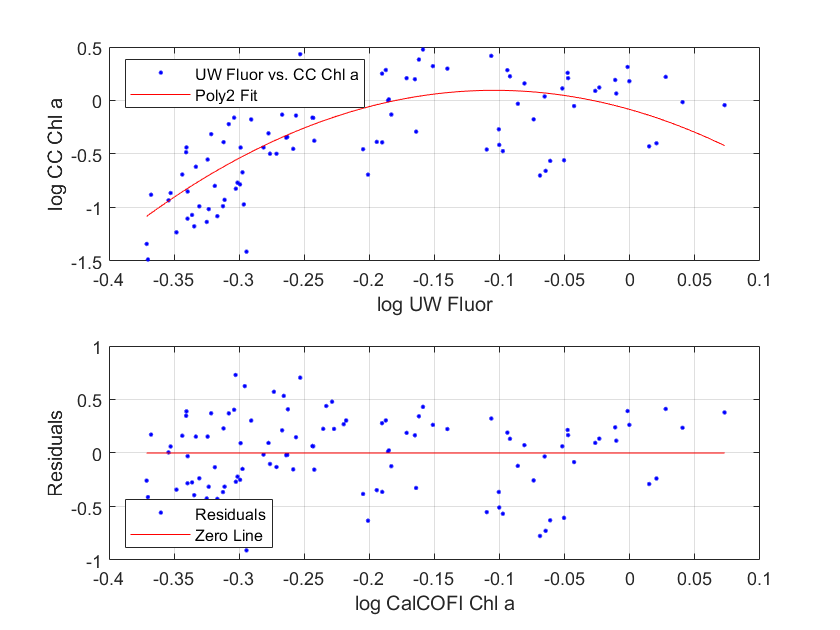 0.5
0
-0.5
-1
-1.5
log CC Chl a
UW Fluor vs. CC Chl a
Poly2 Fit
-0.4 -0.35 -0.3 -0.25 -0.2 -0.15 -0.1 -0.05 0 0.05 0.1
log UW Fluor
1
0.5
0
-0.5
-1
Residuals
Residuals
Zero Line
-0.4 -0.35 -0.3 -0.25 -0.2 -0.15 -0.1 -0.05 0 0.05 0.1
log CalCOFI Chl a